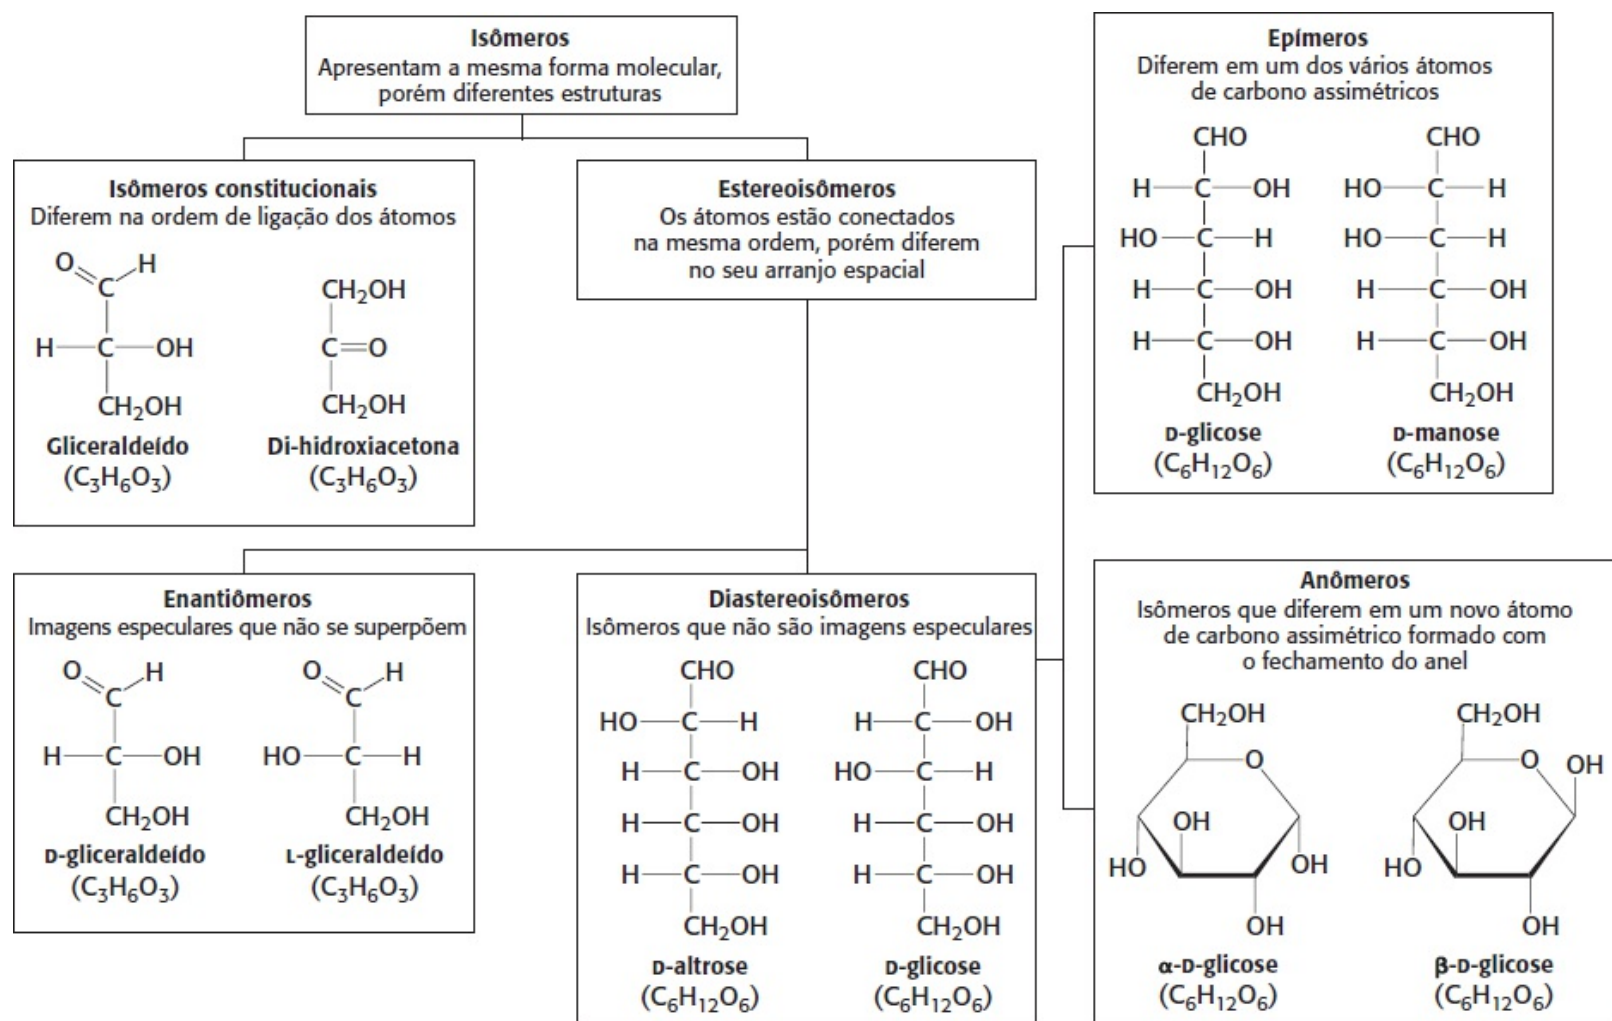 Isômeros
Apresentam a mesma forma molecular,
porém diferentes estruturas
Isômeros constitucionais
Diferem na ordem de ligação dos átomos
O H
C
H C OH
CH₂OH
Gliceraldeído
(C₃H₆O₃)
CH₂OH
C=O
CH₂OH
Di-hidroxiacetona
(C₃H₆O₃)
Estereoisômeros
Os átomos estão conectados
na mesma ordem, porém diferem
no seu arranjo espacial
Enantiômeros
Imagens especulares que não se superpõem
O H
C
H C OH
CH₂OH
D-gliceraldeído
(C₃H₆O₃)
O H
C
HO C H
CH₂OH
L-gliceraldeído
(C₃H₆O₃)
Diastereoisômeros
Isômeros que não são imagens especulares
CHO
HO C H
H C OH
H C OH
H C OH
CH₂OH
D-altrose
(C₆H₁₂O₆)
CHO
H C OH
HO C H
H C OH
H C OH
CH₂OH
D-glicose
(C₆H₁₂O₆)
Epímeros
Diferem em um dos vários átomos
de carbono assimétricos
CHO
H C OH
HO C H
H C OH
H C OH
CH₂OH
D-glicose
(C₆H₁₂O₆)
CHO
HO C H
HO C H
H C OH
H C OH
CH₂OH
D-manose
(C₆H₁₂O₆)
Anômeros
Isômeros que diferem em um novo átomo
de carbono assimétrico formado com
o fechamento do anel
CH₂OH
O
OH
HO OH
OH
α-D-glicose
(C₆H₁₂O₆)
CH₂OH
O OH
OH
HO
OH
β-D-glicose
(C₆H₁₂O₆)